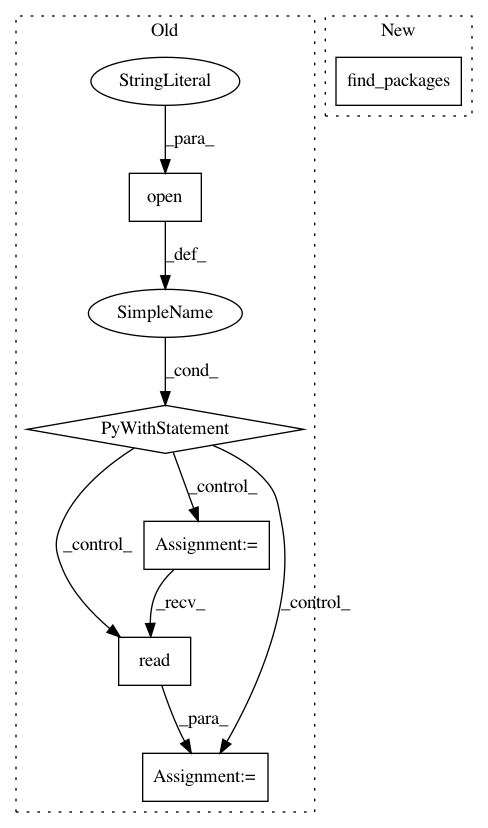 Old
New
StringLiteral
find_packages
_para_
open
_def_
SimpleName
_cond_
PyWithStatement
_control_
Assignment:=
_control_
_recv_
_control_
read
_para_
Assignment:=